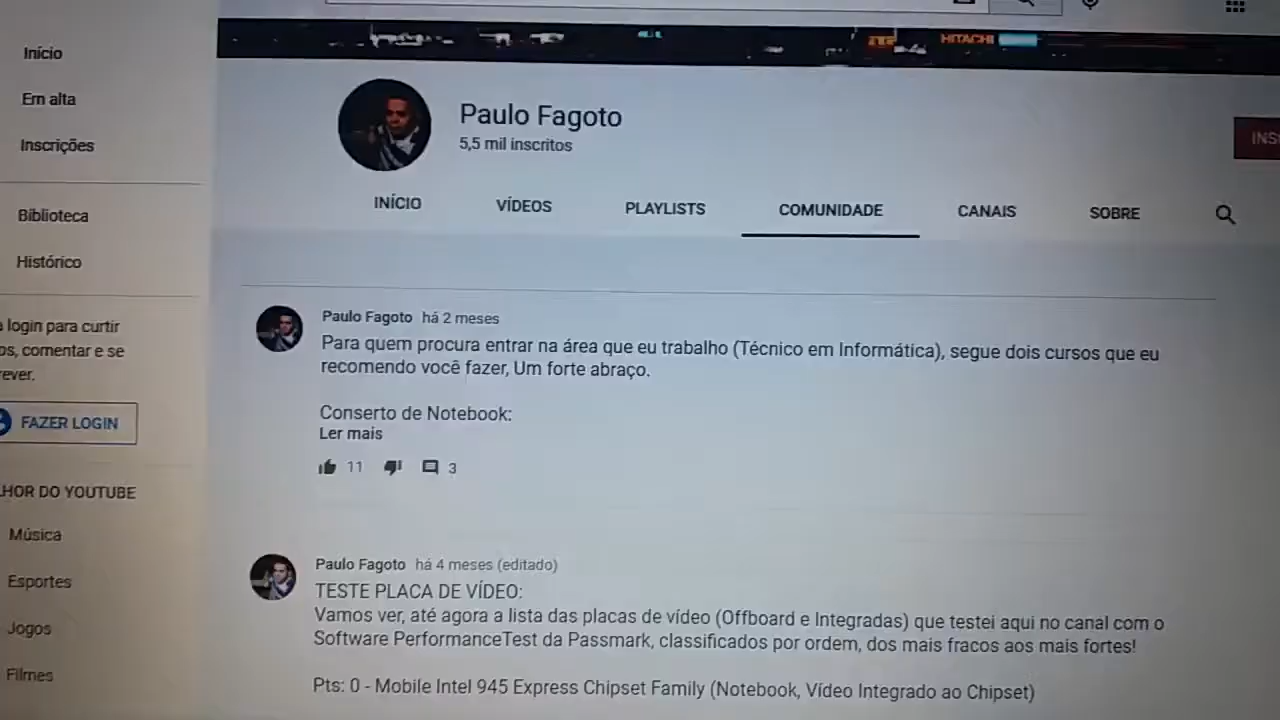 HITACHI
Início
Em alta
Inscrições
Biblioteca
Histórico
login para curtir
comentar e se
FAZER LOGIN
DO YOUTUBE
Música
Esportes
Jogos
Filmes
Paulo Fagoto
5,5 mil inscritos
INÍCIO VÍDEOS PLAYLISTS COMUNIDADE CANAIS SOBRE
Paulo Fagoto há 2 meses
Para quem procura entrar na área que eu trabalho (Técnico em Informática), segue dois cursos que eu
recomendo você fazer, Um forte abraço.
Conserto de Notebook:
Ler mais
11 3
Paulo Fagoto há 4 meses (editado)
TESTE PLACA DE VÍDEO:
Vamos ver, até agora a lista das placas de vídeo (Offboard e Integradas) que testei aqui no canal com o
Software PerformanceTest da Passmark, classificados por ordem, dos mais fracos aos mais fortes!
Pts: 0 - Mobile Intel 945 Express Chipset Family (Notebook, Vídeo Integrado ao Chipset)